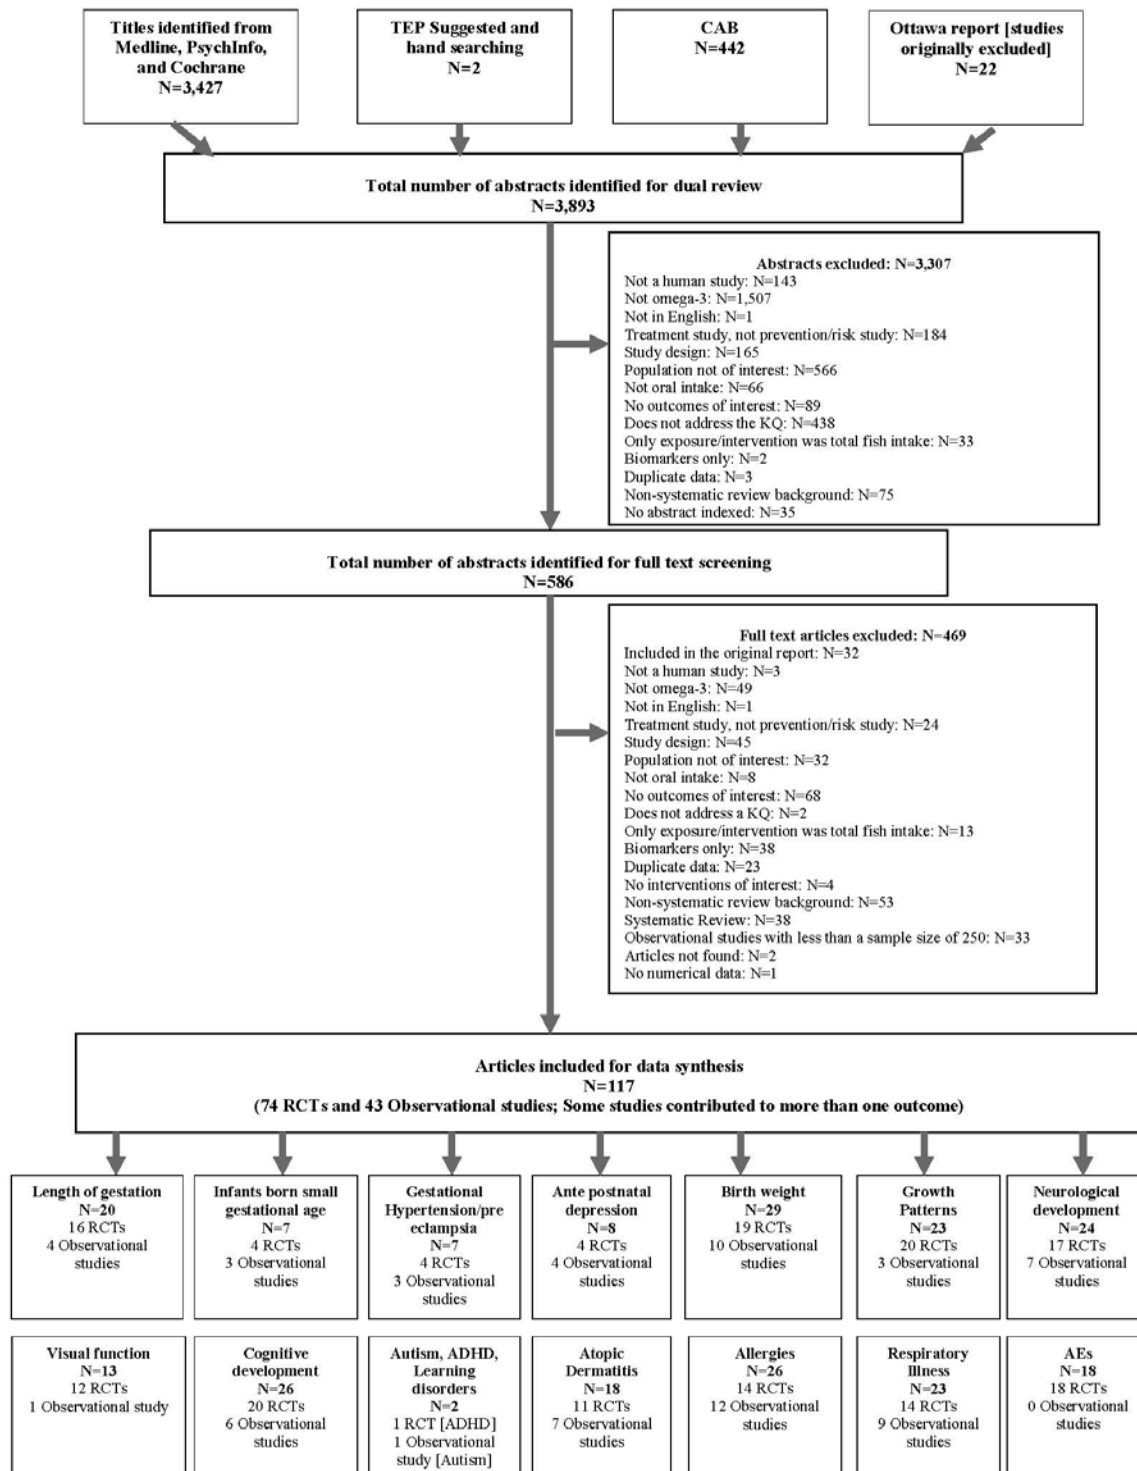 Titles identified from
Medline, PsychInfo,
and Cochrane
N=3,427
TEP Suggested and
hand searching
N=2
CAB
N=442
Ottawa report [studies
originally excluded]
N=22
Total number of abstracts identified for dual review
N=3,893
Abstracts excluded: N=3,307
Not a human study: N=143
Not omega-3: N=1,507
Not in English: N=1
Treatment study, not prevention/risk study: N=184
Study design: N=165
Population not of interest: N=566
Not oral intake: N=66
No outcomes of interest: N=89
Does not address the KQ: N=438
Only exposure/intervention was total fish intake: N=33
Biomarkers only: N=2
Duplicate data: N=3
Non-systematic review background: N=75
No abstract indexed: N=35
Total number of abstracts identified for full text screening
N=586
Full text articles excluded: N=469
Included in the original report: N=32
Not a human study: N=3
Not omega-3: N=49
Not in English: N=1
Treatment study, not prevention/risk study: N=24
Study design: N=45
Population not of interest: N=32
Not oral intake: N=8
No outcomes of interest: N=68
Does not address a KQ: N=2
Only exposure/intervention was total fish intake: N=13
Biomarkers only: N=38
Duplicate data: N=23
No interventions of interest: N=4
Non-systematic review background: N=53
Systematic Review: N=38
Observational studies with less than a sample size of 250: N=33
Articles not found: N=2
No numerical data: N=1
Articles included for data synthesis
N=117
(74 RCTs and 43 Observational studies; Some studies contributed to more than one outcome)
Length of gestation
N=20
16 RCTs
4 Observational
studies
Infants born small
gestational age
N=7
4 RCTs
3 Observational
studies
Gestational
Hypertension/pre
eclampsia
N=7
4 RCTs
3 Observational
studies
Ante postnatal
depression
N=8
4 RCTs
4 Observational
studies
Birth weight
N=29
19 RCTs
10 Observational
studies
Growth
Patterns
N=23
20 RCTs
3 Observational
studies
Neurological
development
N=24
17 RCTs
7 Observational
studies
Visual function
N=13
12 RCTs
1 Observational study
Cognitive
development
N=26
20 RCTs
6 Observational
studies
Autism, ADHD,
Learning
disorders
N=2
1 RCT [ADHD]
1 Observational
study [Autism]
Atopic
Dermatitis
N=18
11 RCTs
7 Observational
studies
Allergies
N=26
14 RCTs
12 Observational
studies
Respiratory
Illness
N=23
14 RCTs
9 Observational
studies
AEs
N=18
18 RCTs
0 Observational
studies